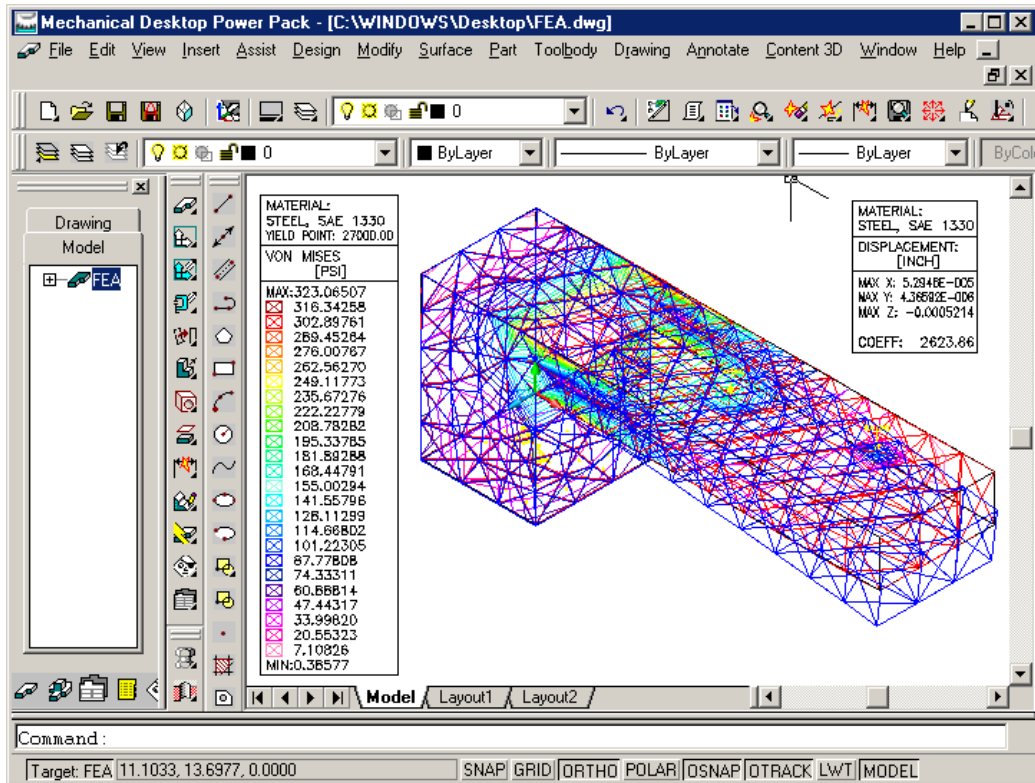 Mechanical Desktop Power Pack - [C:\WINDOWS\Desktop\FEA.dwg]
File Edit View Insert Assist Design Modify Surface Part Toolbody Drawing Annotate Content 3D Window Help
0
0 ByLayer ByLayer ByLayer ByColo
Drawing
Model
FEA
MATERIAL:
STEEL, SAE 1330
YIELD POINT: 27000.00
VON MISES
[PSI]
MAX:323.06507
316.34258
302.89761
289.45264
276.00767
262.56270
249.11773
235.67276
222.22779
208.78282
195.33785
181.89288
168.44791
155.00294
141.55796
128.11299
114.66802
101.22305
87.77808
74.33311
60.88814
47.44317
33.99820
20.55323
7.10826
MIN:0.38577
MATERIAL:
STEEL, SAE 1330
DISPLACEMENT:
[INCH]
MAX X: 5.2946E-005
MAX Y: 4.36592E-006
MAX Z: -0.0005214
COEFF: 2623.86
Model Layout1 Layout2
Command:
Target: FEA 11.1033, 13.6977, 0.0000 SNAP GRID ORTHO POLAR OSNAP OTRACK LWT MODEL